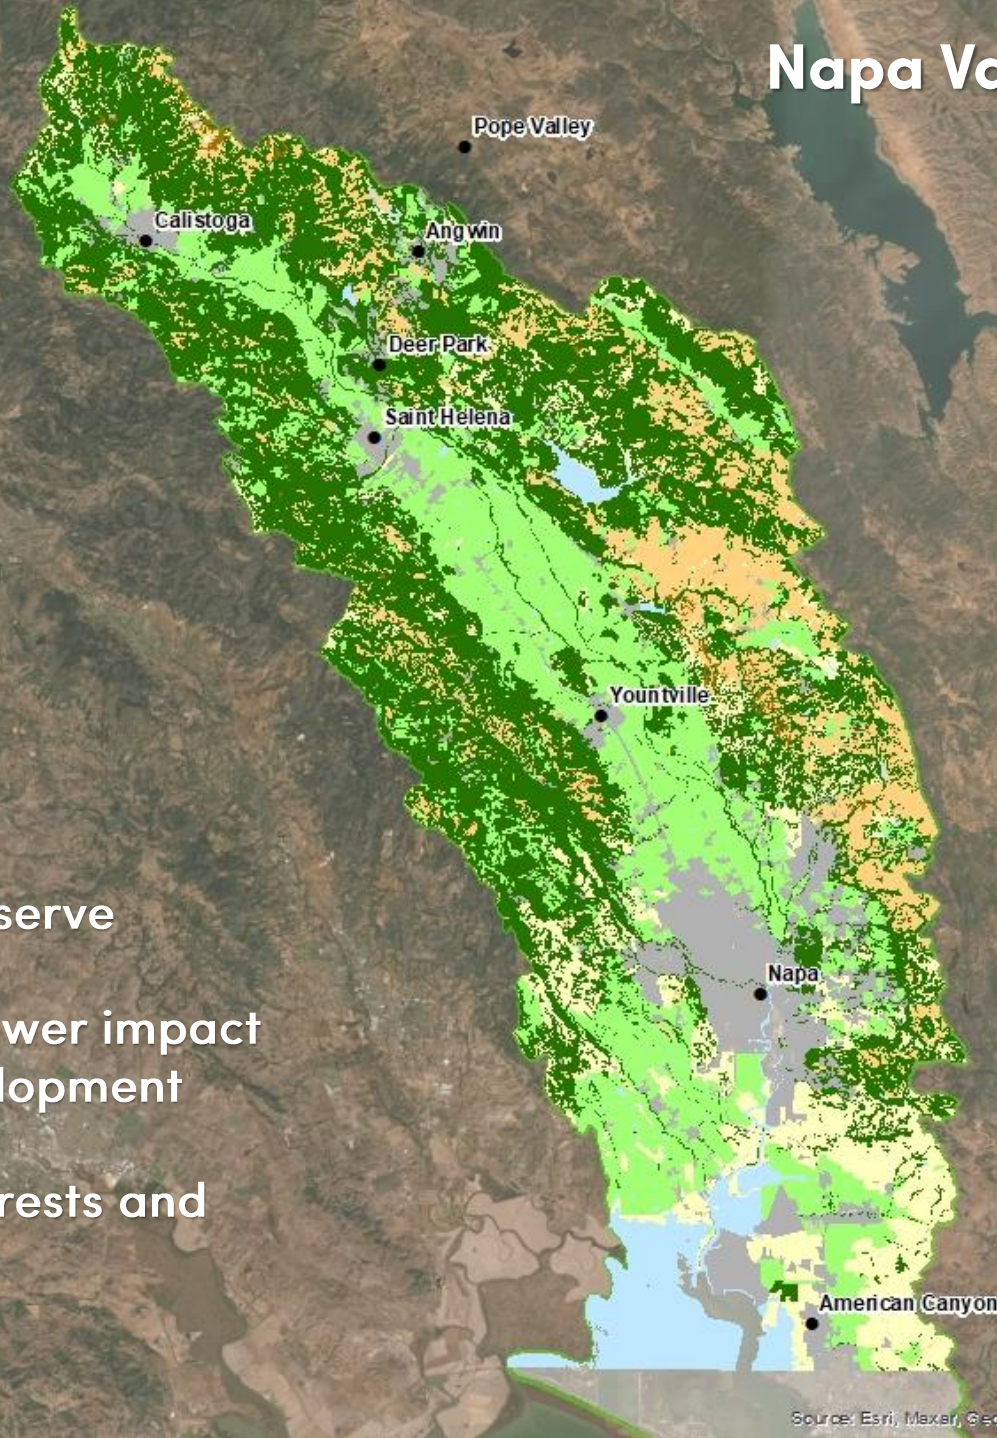 Napa Va
Pope Valley
Calistoga
Angwin
Deer Park
Saint Helena
Yountville
serve
Napa
wer impact
lopment
rests and
American Canyon
Source: Esri, Maxar, Geo